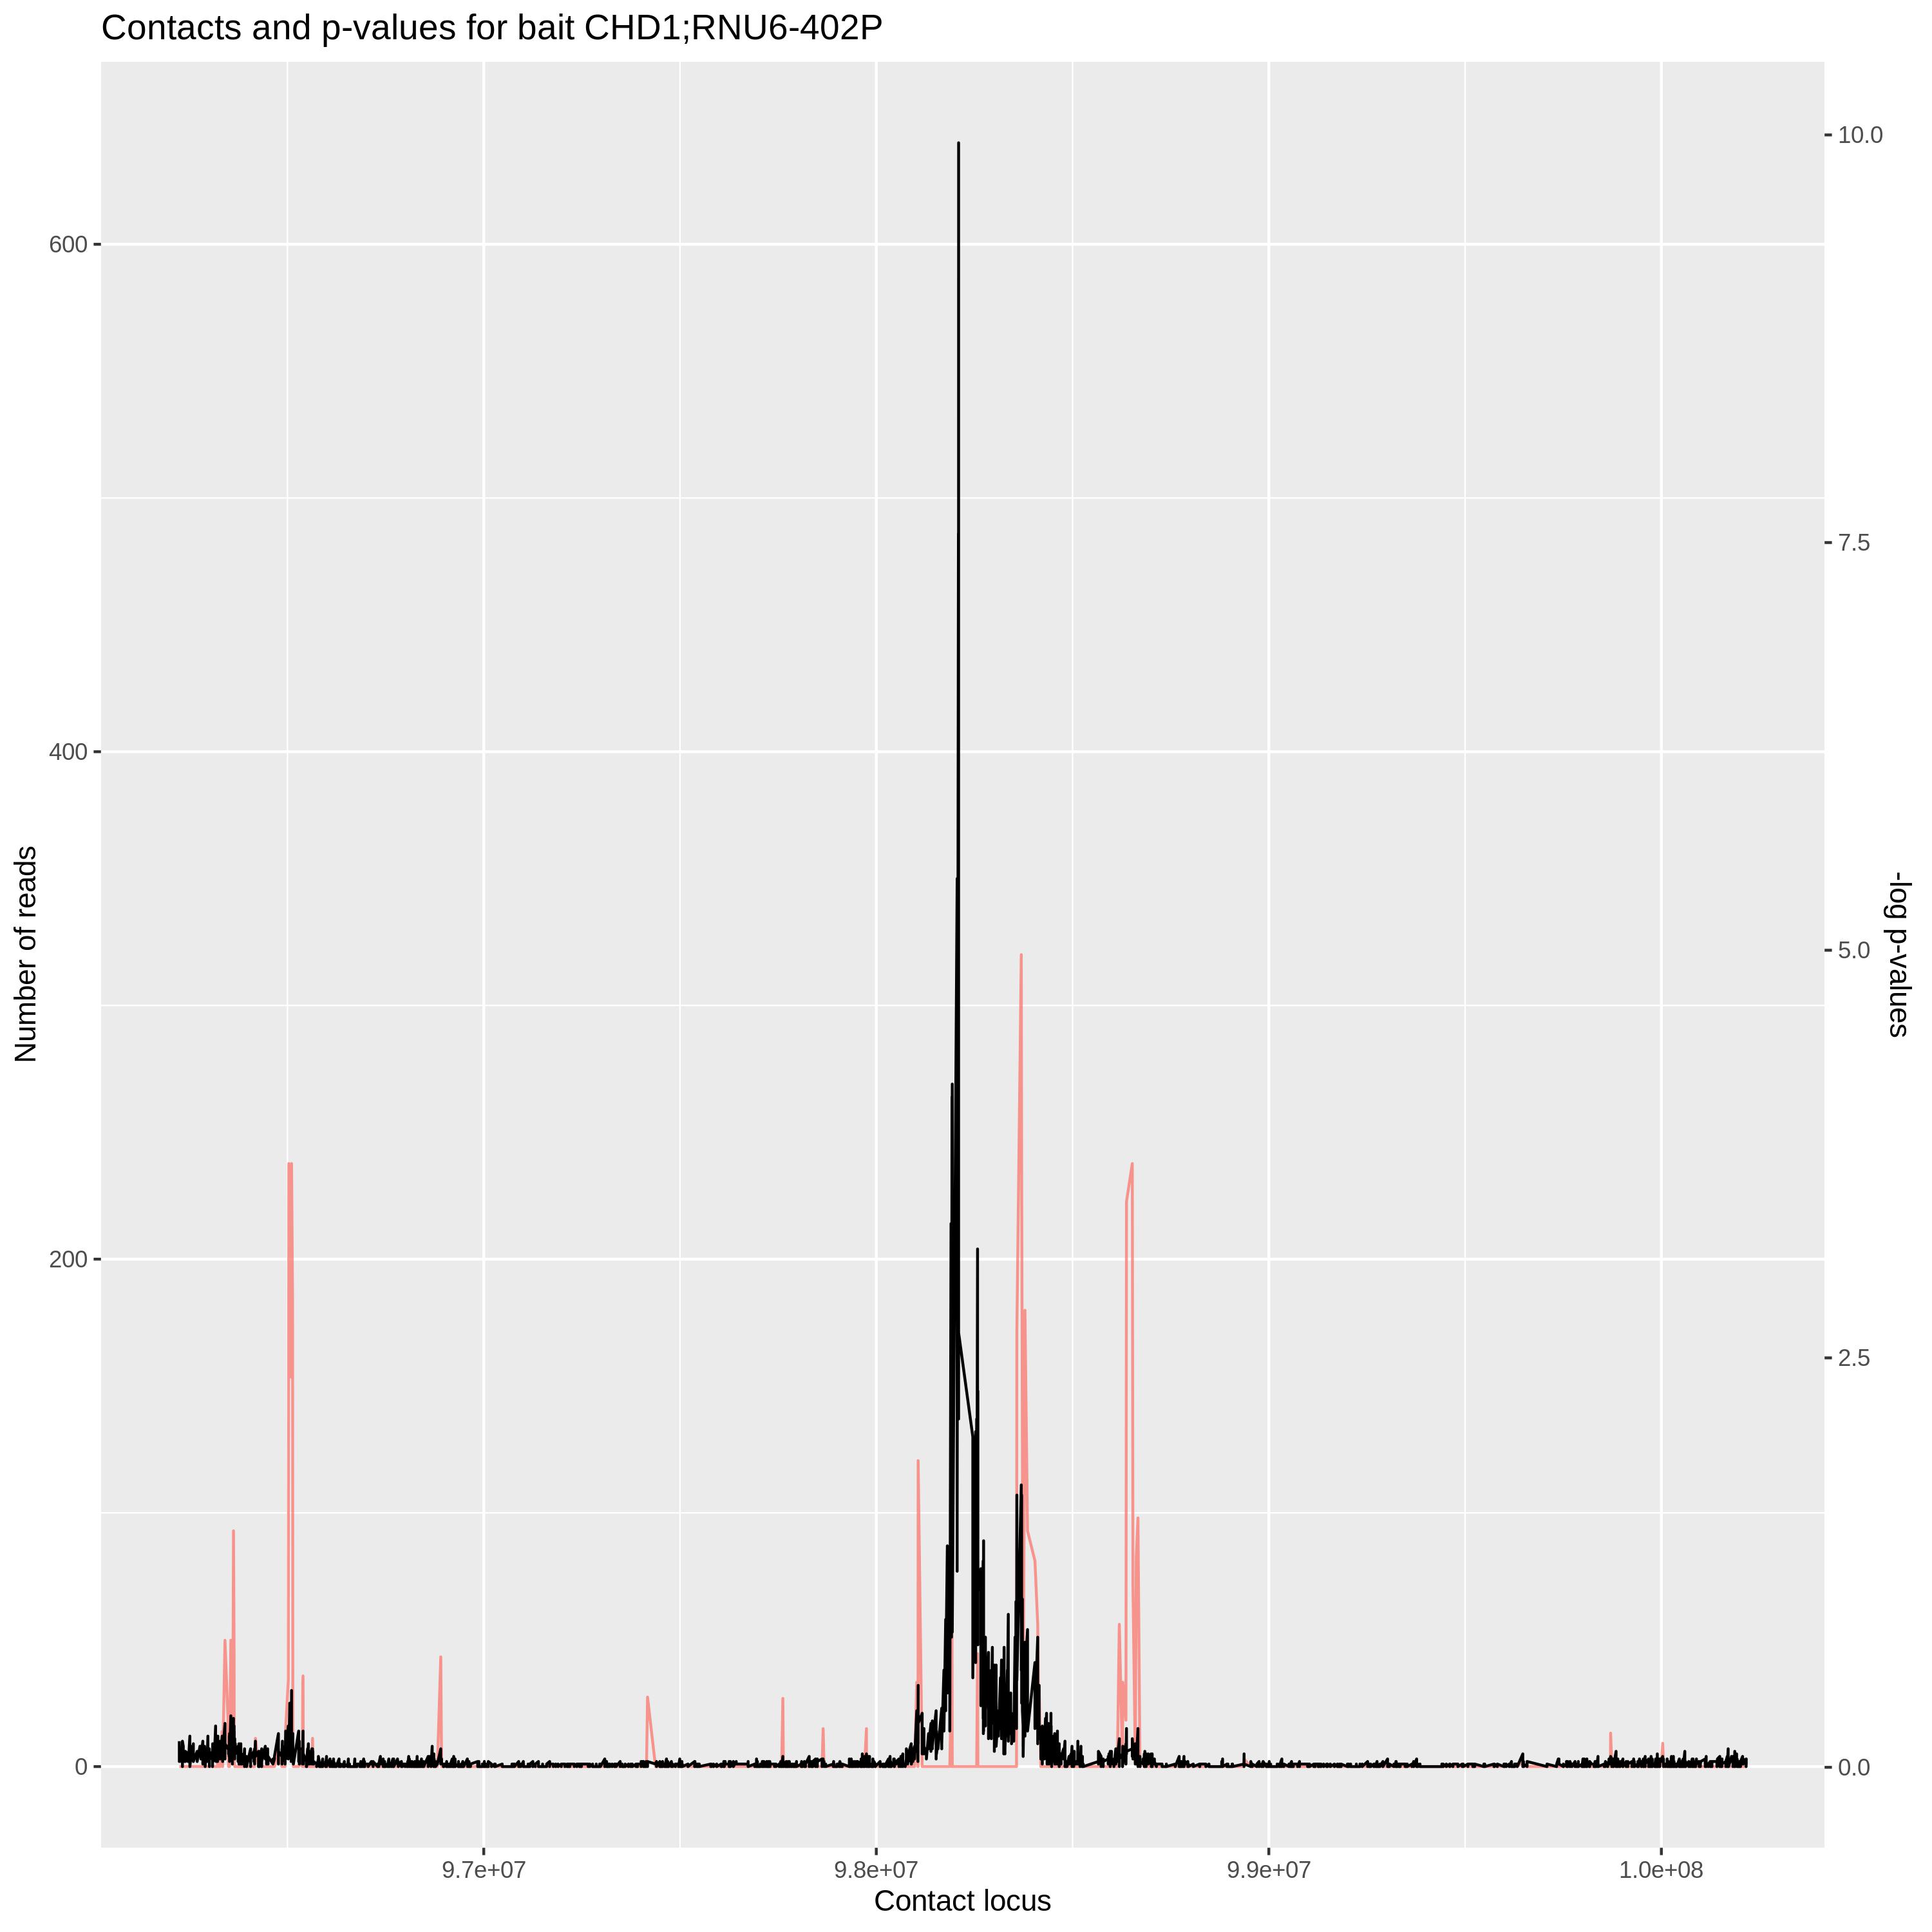 Contacts and p-values for bait CHD1;RNU6-402P
10.0
600
7.5
400
5.0
Number of reads
-log p-values
200
2.5
0
0.0
9.7e+07 9.8e+07 9.9e+07 1.0e+08
Contact locus